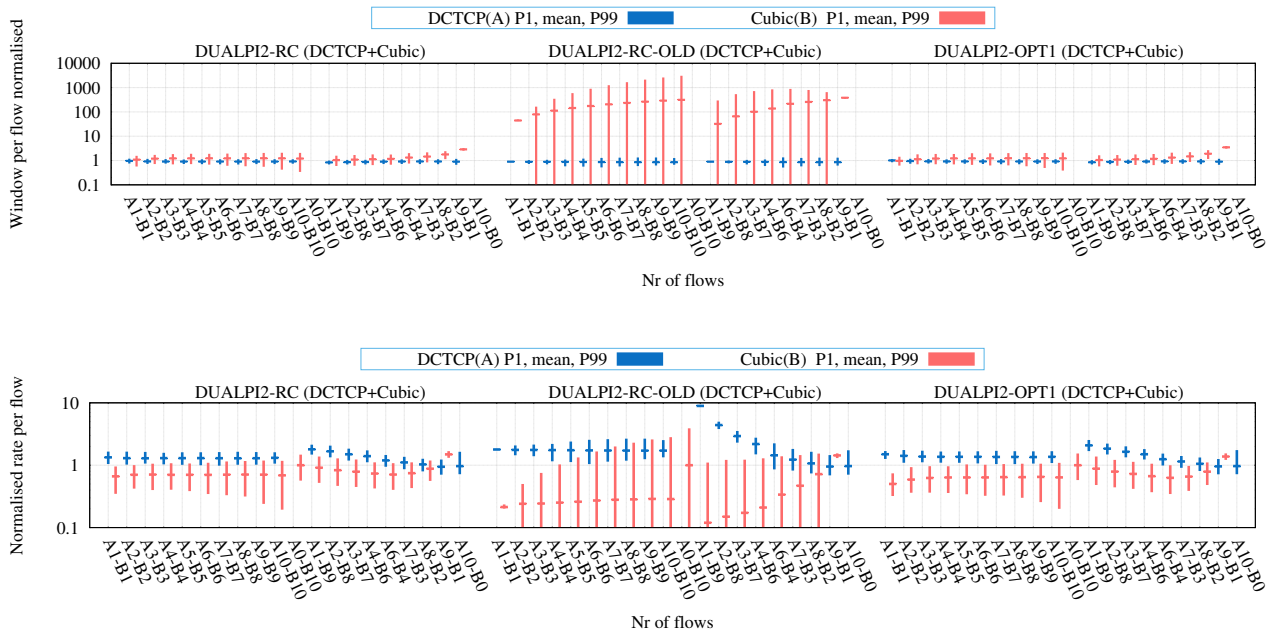 DCTCP(A) P1, mean, P99 Cubic(B) P1, mean, P99
DUALPI2-RC (DCTCP+Cubic) DUALPI2-RC-OLD (DCTCP+Cubic) DUALPI2-OPT1 (DCTCP+Cubic)
Window per flow normalised
10000
1000
100
10
1
0.1
A1-B1 A2-B2 A3-B3 A4-B4 A5-B5 A6-B6 A7-B7 A8-B8 A9-B9 A10-B10 A0-B10 A1-B9 A2-B8 A3-B7 A4-B6 A6-B4 A7-B3 A8-B2 A9-B1 A10-B0 A1-B1 A2-B2 A3-B3 A4-B4 A5-B5 A6-B6 A7-B7 A8-B8 A9-B9 A10-B10 A0-B10 A1-B9 A2-B8 A3-B7 A4-B6 A6-B4 A7-B3 A8-B2 A9-B1 A10-B0 A1-B1 A2-B2 A3-B3 A4-B4 A5-B5 A6-B6 A7-B7 A8-B8 A9-B9 A10-B10 A0-B10 A1-B9 A2-B8 A3-B7 A4-B6 A6-B4 A7-B3 A8-B2 A9-B1 A10-B0
Nr of flows
DCTCP(A) P1, mean, P99 Cubic(B) P1, mean, P99
DUALPI2-RC (DCTCP+Cubic) DUALPI2-RC-OLD (DCTCP+Cubic) DUALPI2-OPT1 (DCTCP+Cubic)
Normalised rate per flow
10
1
0.1
A1-B1 A2-B2 A3-B3 A4-B4 A5-B5 A6-B6 A7-B7 A8-B8 A9-B9 A10-B10 A0-B10 A1-B9 A2-B8 A3-B7 A4-B6 A6-B4 A7-B3 A8-B2 A9-B1 A10-B0 A1-B1 A2-B2 A3-B3 A4-B4 A5-B5 A6-B6 A7-B7 A8-B8 A9-B9 A10-B10 A0-B10 A1-B9 A2-B8 A3-B7 A4-B6 A6-B4 A7-B3 A8-B2 A9-B1 A10-B0 A1-B1 A2-B2 A3-B3 A4-B4 A5-B5 A6-B6 A7-B7 A8-B8 A9-B9 A10-B10 A0-B10 A1-B9 A2-B8 A3-B7 A4-B6 A6-B4 A7-B3 A8-B2 A9-B1 A10-B0
Nr of flows